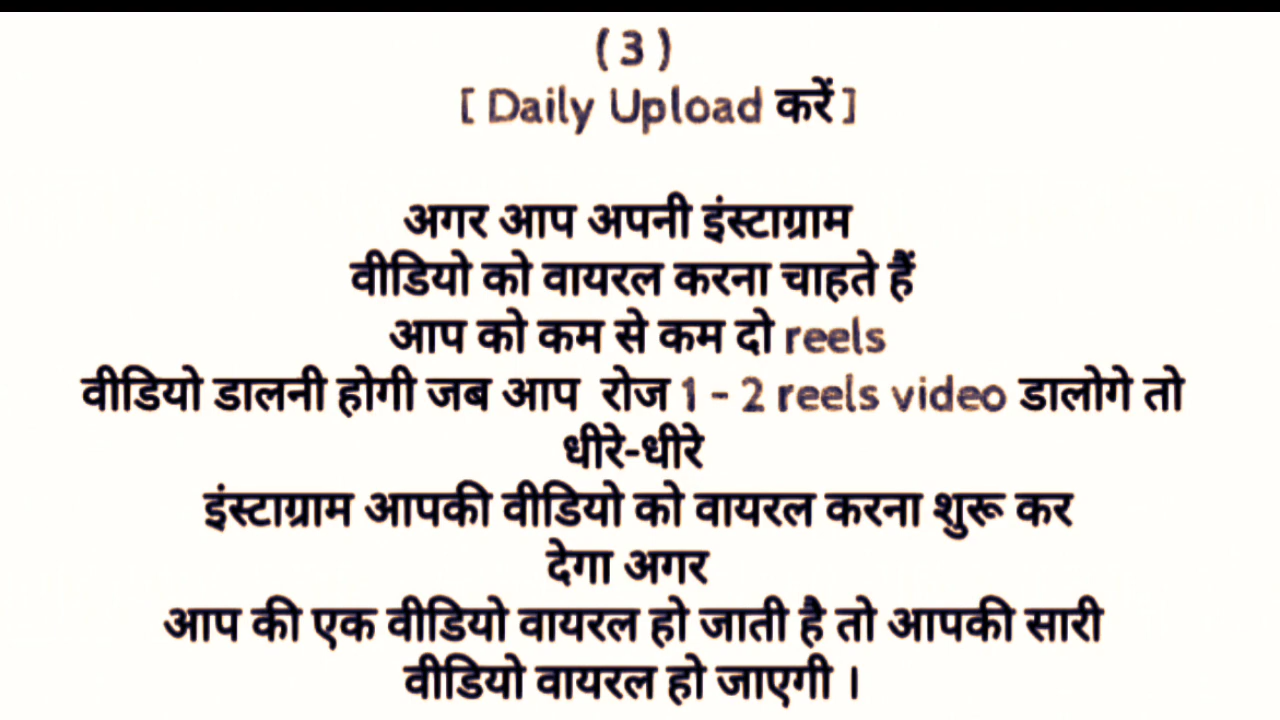 ( 3 )
[ Daily Upload करें ]
अगर आप अपनी इंस्टाग्राम
वीडियो को वायरल करना चाहते हैं
आप को कम से कम दो reels
वीडियो डालनी होगी जब आप रोज 1 - 2 reels video डालोगे तो
धीरे-धीरे
इंस्टाग्राम आपकी वीडियो को वायरल करना शुरू कर
देगा अगर
आप की एक वीडियो वायरल हो जाती है तो आपकी सारी
वीडियो वायरल हो जाएगी ।